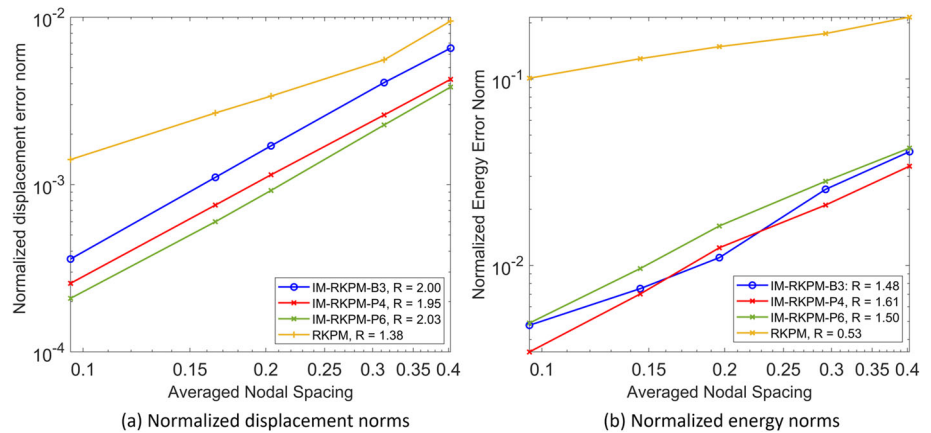 10^-2
10^-3
10^-4
Normalized displacement error norm
IM-RKPM-B3, R = 2.00
IM-RKPM-P4, R = 1.95
IM-RKPM-P6, R = 2.03
RKPM, R = 1.38
0.1 0.15 0.2 0.25 0.3 0.35 0.4
Averaged Nodal Spacing
(a) Normalized displacement norms
10^-1
10^-2
Normalized Energy Error Norm
IM-RKPM-B3: R = 1.48
IM-RKPM-P4, R = 1.61
IM-RKPM-P6: R = 1.50
RKPM, R = 0.53
0.1 0.15 0.2 0.25 0.3 0.35 0.4
Averaged Nodal Spacing
(b) Normalized energy norms